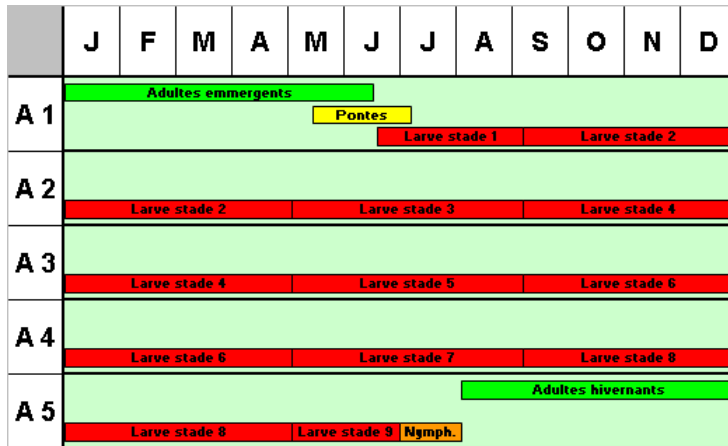 J F M A M J J A S O N D
A 1
Adultes emmergents
Pontes
Larve stade 1 Larve stade 2
A 2
Larve stade 2 Larve stade 3 Larve stade 4
A 3
Larve stade 4 Larve stade 5 Larve stade 6
A 4
Larve stade 6 Larve stade 7 Larve stade 8
A 5
Adultes hivernants
Larve stade 8 Larve stade 9 Nymph.